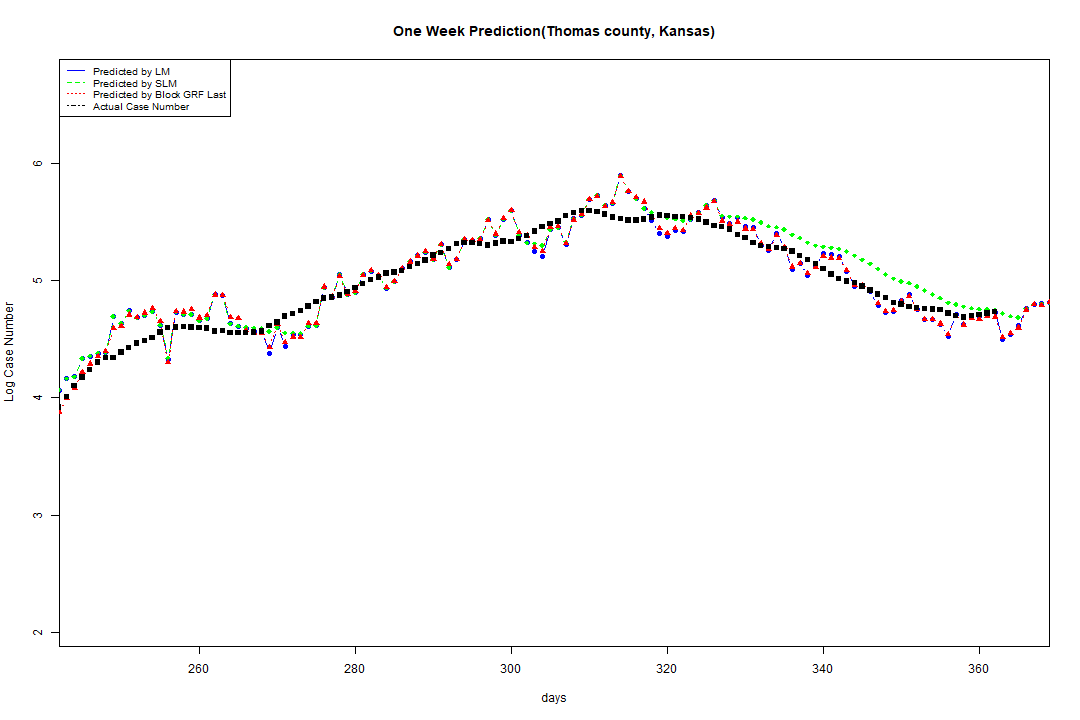 One Week Prediction(Thomas county, Kansas)
Predicted by LM
Predicted by SLM
Predicted by Block GRF Last
Actual Case Number
6
5
4
3
2
Log Case Number
260 280 300 320 340 360
days